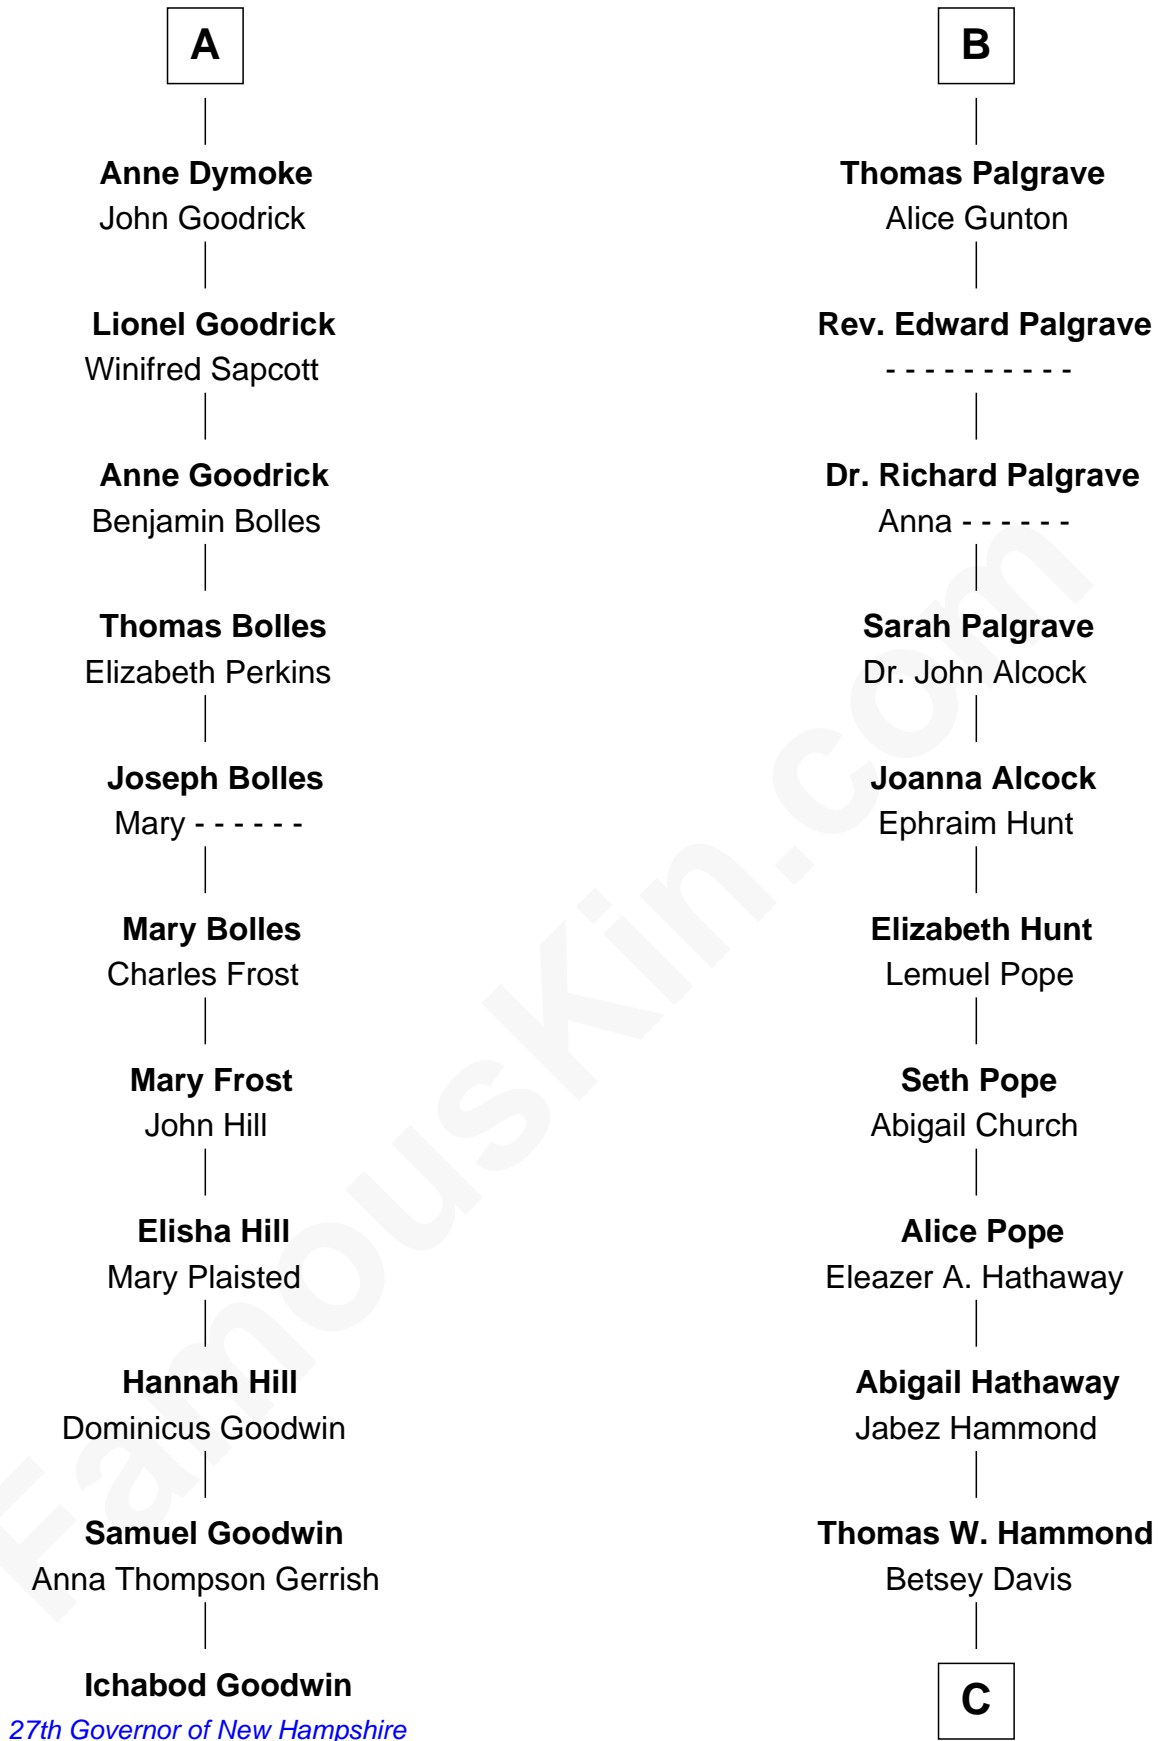 A
Anne Dymoke
John Goodrick
Lionel Goodrick
Winifred Sapcott
Anne Goodrick
Benjamin Bolles
Thomas Bolles
Elizabeth Perkins
Joseph Bolles
Mary - - - - - -
Mary Bolles
Charles Frost
Mary Frost
John Hill
Elisha Hill
Mary Plaisted
Hannah Hill
Dominicus Goodwin
Samuel Goodwin
Anna Thompson Gerrish
Ichabod Goodwin
27th Governor of New Hampshire
B
Thomas Palgrave
Alice Gunton
Rev. Edward Palgrave
- - - - - - - - - -
Dr. Richard Palgrave
Anna - - - - - -
Sarah Palgrave
Dr. John Alcock
Joanna Alcock
Ephraim Hunt
Elizabeth Hunt
Lemuel Pope
Seth Pope
Abigail Church
Alice Pope
Eleazer A. Hathaway
Abigail Hathaway
Jabez Hammond
Thomas W. Hammond
Betsey Davis
C
FamousKin.com